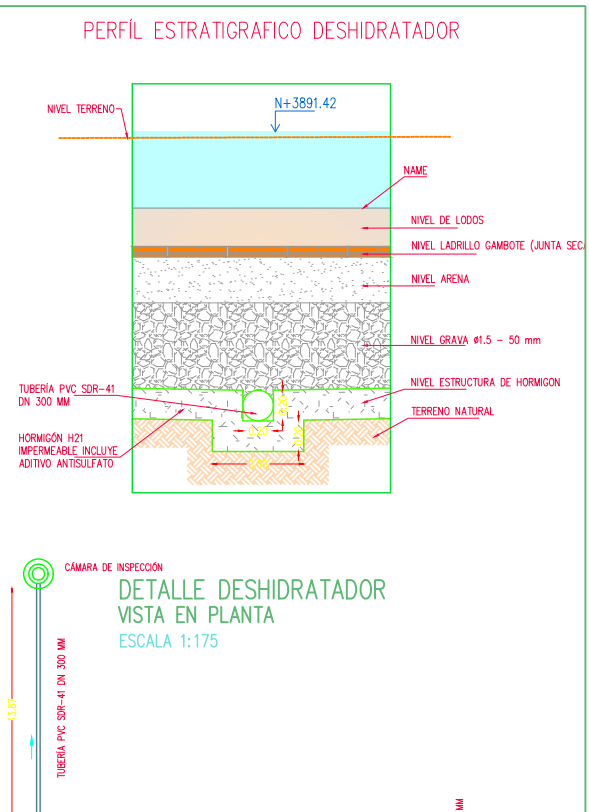 PERFÍL ESTRATIGRAFICO DESHIDRATADOR
N+3891.42
NIVEL TERRENO
NAME
NIVEL DE LODOS
NIVEL LADRILLO GAMBOTE (JUNTA SECA
NIVEL ARENA
NIVEL GRAVA ø1.5 - 50 mm
NIVEL ESTRUCTURA DE HORMIGON
TUBERÍA PVC SDR-41
DN 300 MM
TERRENO NATURAL
HORMIGÓN H21
IMPERMEABLE INCLUYE
ADITIVO ANTISULFATO
CÁMARA DE INSPECCIÓN
DETALLE DESHIDRATADOR
VISTA EN PLANTA
ESCALA 1:175
TUBERÍA PVC SDR-41 DN 300 MM
MM